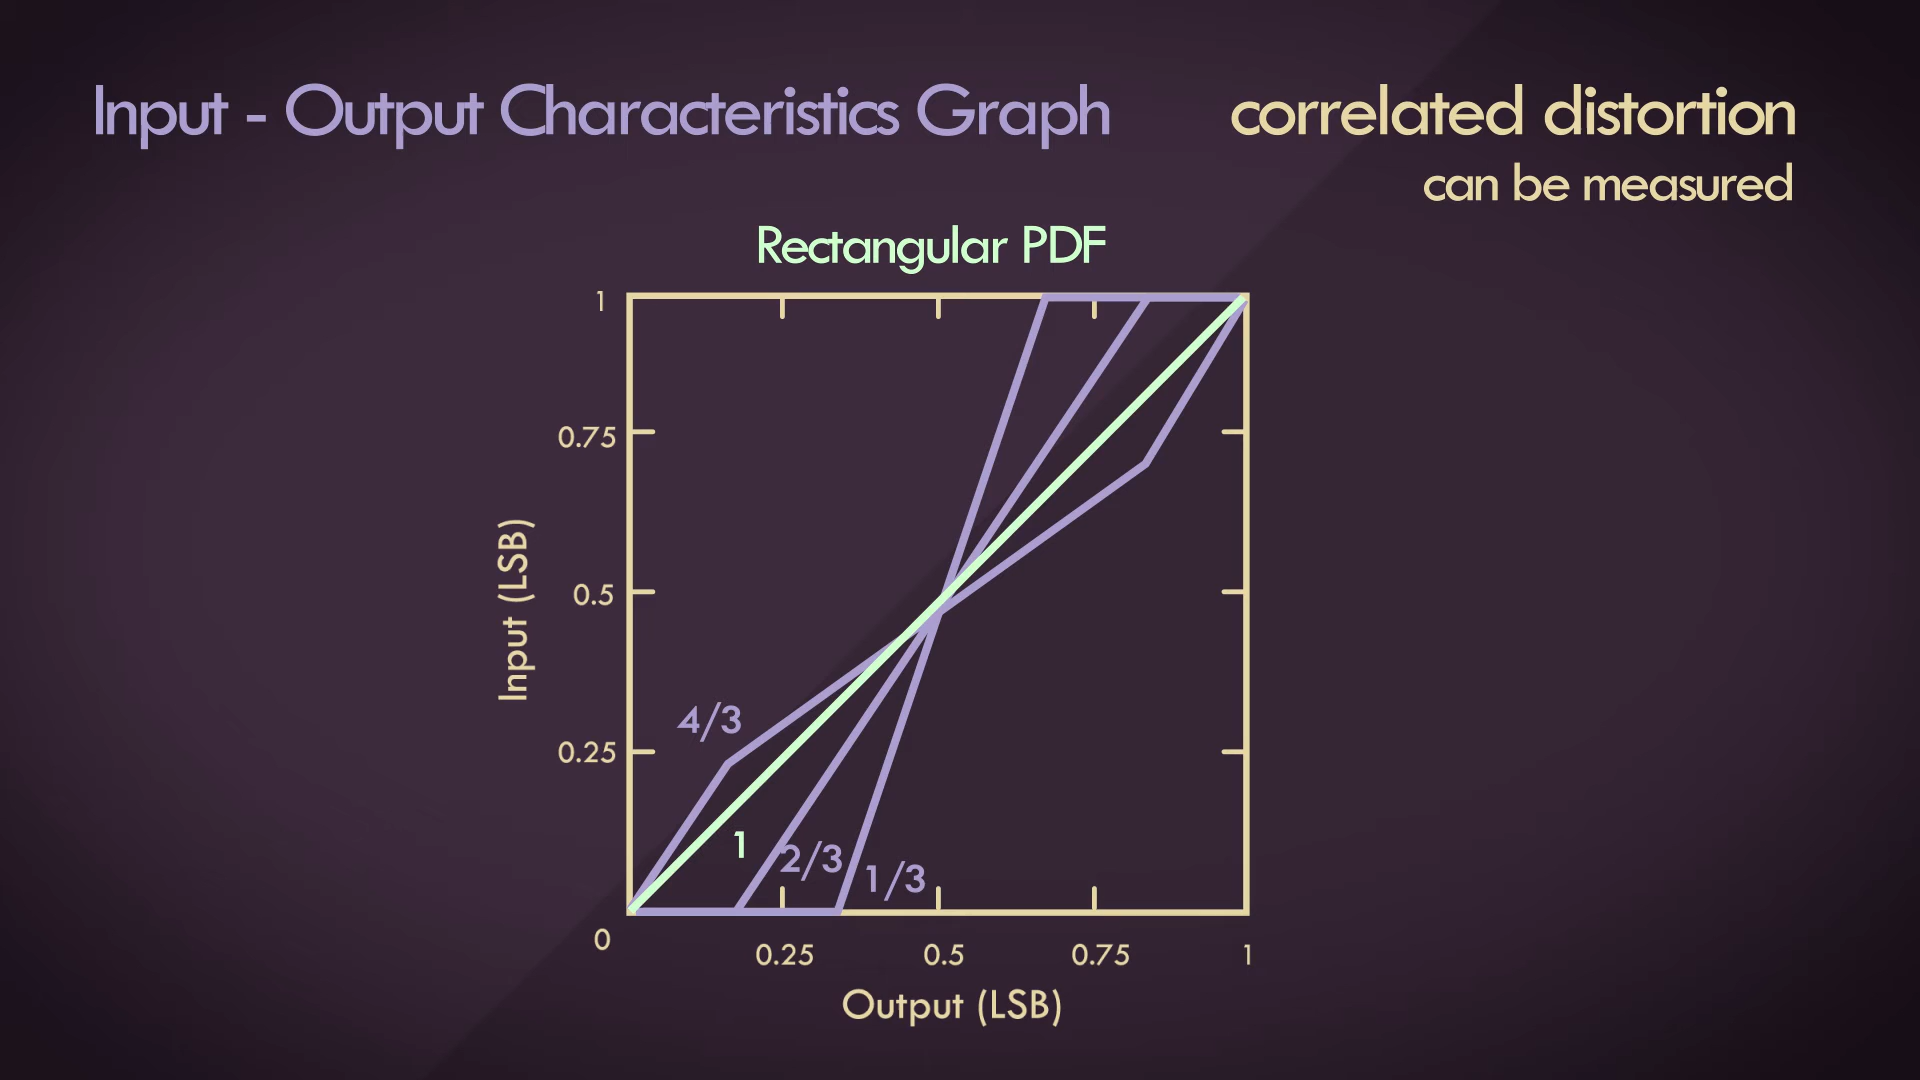 Input - Output Characteristics Graph
correlated distortion
can be measured
Rectangular PDF
1
0.75
0.5
0.25
0
Input (LSB)
4/3
1
2/3
1/3
0.25
0.5
0.75
1
Output (LSB)